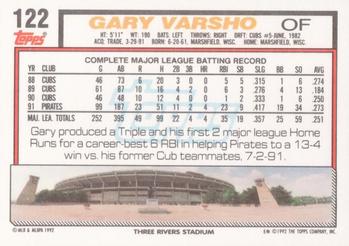 122
Topps
GARY VARSHO OF
HT: 5'11" WT: 190 BATS: LEFT THROWS: RIGHT DRFT: CUBS #5-JUNE, 1982
ACQ: TRADE, 3-29-91 BORN: 6-20-61, MARSHFIELD, WISC. HOME: MARSHFIELD, WISC.
COMPLETE MAJOR LEAGUE BATTING RECORD
YR CLUB G AB R H 2B 3B HR RBI SB SLG BB SO AVG
88 CUBS 46 73 6 20 3 0 0 5 5 .315 1 6 .274
89 CUBS 61 87 10 16 4 2 0 6 3 .276 4 13 .184
90 CUBS 46 48 10 12 4 0 0 1 2 .333 1 6 .250
91 PIRATES 99 187 23 51 11 2 4 23 9 .417 19 34 .273
MAJ. LEA. TOTALS 252 395 49 99 22 4 4 35 19 .357 25 59 .251
Gary produced a Triple and his first 2 major league Home
Runs for a career-best 6 RBI in helping Pirates to a 13-4
win vs. his former Cub teammates, 7-2-91.
© MLB & MLBPA 1992
THREE RIVERS STADIUM
© 1992 THE TOPPS COMPANY, INC.